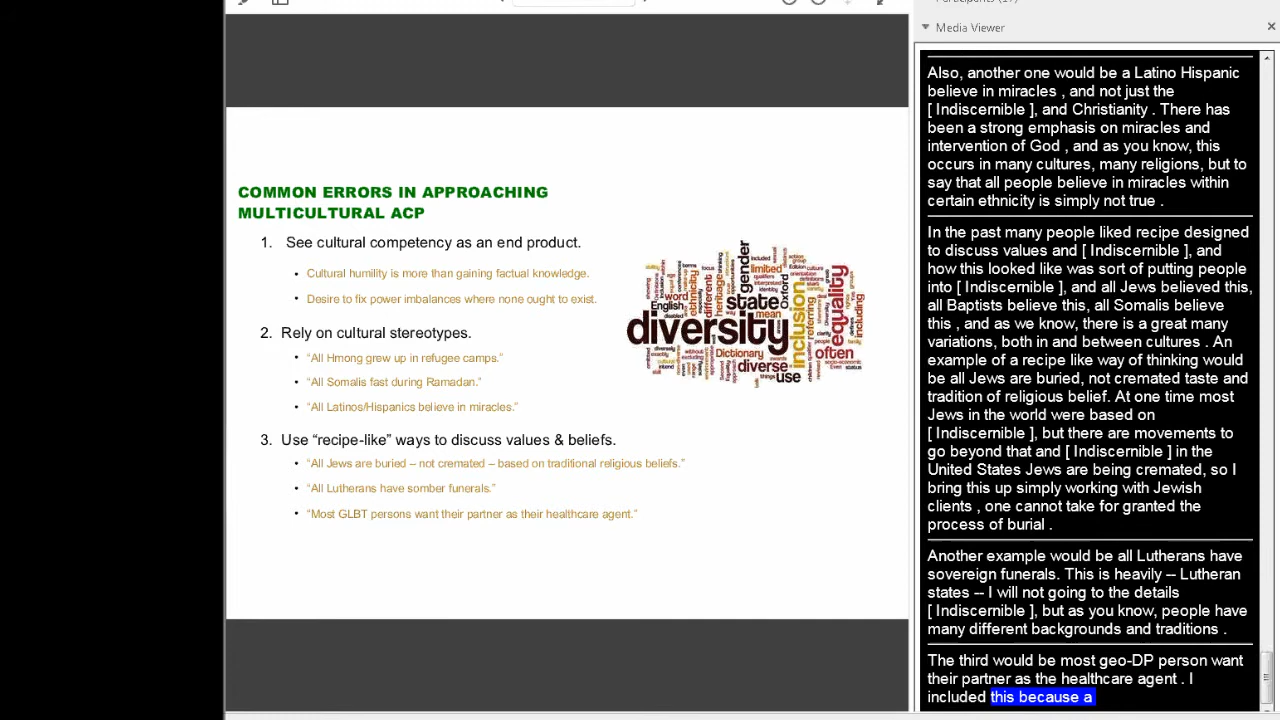 Media Viewer
COMMON ERRORS IN APPROACHING
MULTICULTURAL ACP
1. See cultural competency as an end product.
• Cultural humility is more than gaining factual knowledge.
• Desire to fix power imbalances where none ought to exist.
2. Rely on cultural stereotypes.
• “All Hmong grew up in refugee camps.”
• “All Somalis fast during Ramadan.”
• “All Latinos/Hispanics believe in miracles.”
3. Use “recipe-like” ways to discuss values & beliefs.
• “All Jews are buried – not cremated – based on traditional religious beliefs.”
• “All Lutherans have somber funerals.”
• “Most GLBT persons want their partner as their healthcare agent.”
diversity
state
gender
inclusion
equality
limited
word
English
different
heritage
ethnicity
mean
Oxford
referring
including
Dictionary
diverse
often
use
Also, another one would be a Latino Hispanic
believe in miracles , and not just the
[ Indiscernible ], and Christianity . There has
been a strong emphasis on miracles and
intervention of God , and as you know, this
occurs in many cultures, many religions, but to
say that all people believe in miracles within
certain ethnicity is simply not true .
In the past many people liked recipe designed
to discuss values and [ Indiscernible ], and
how this looked like was sort of putting people
into [ Indiscernible ], and all Jews believed this,
all Baptists believe this, all Somalis believe
this , and as we know, there is a great many
variations, both in and between cultures . An
example of a recipe like way of thinking would
be all Jews are buried, not cremated taste and
tradition of religious belief. At one time most
Jews in the world were based on
[ Indiscernible ], but there are movements to
go beyond that and [ Indiscernible ] in the
United States Jews are being cremated, so I
bring this up simply working with Jewish
clients , one cannot take for granted the
process of burial .
Another example would be all Lutherans have
sovereign funerals. This is heavily -- Lutheran
states -- I will not going to the details
[ Indiscernible ], but as you know, people have
many different backgrounds and traditions .
The third would be most geo-DP person want
their partner as the healthcare agent . I
included this because a